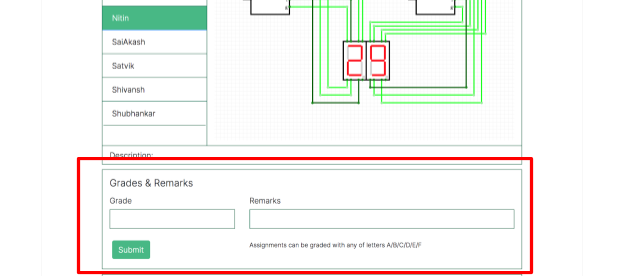 Nitin
SaiAkash
Satvik
Shivansh
Shubhankar
29
Description:
Grades & Remarks
Grade Remarks
Submit Assignments can be graded with any of letters A/B/C/D/E/F